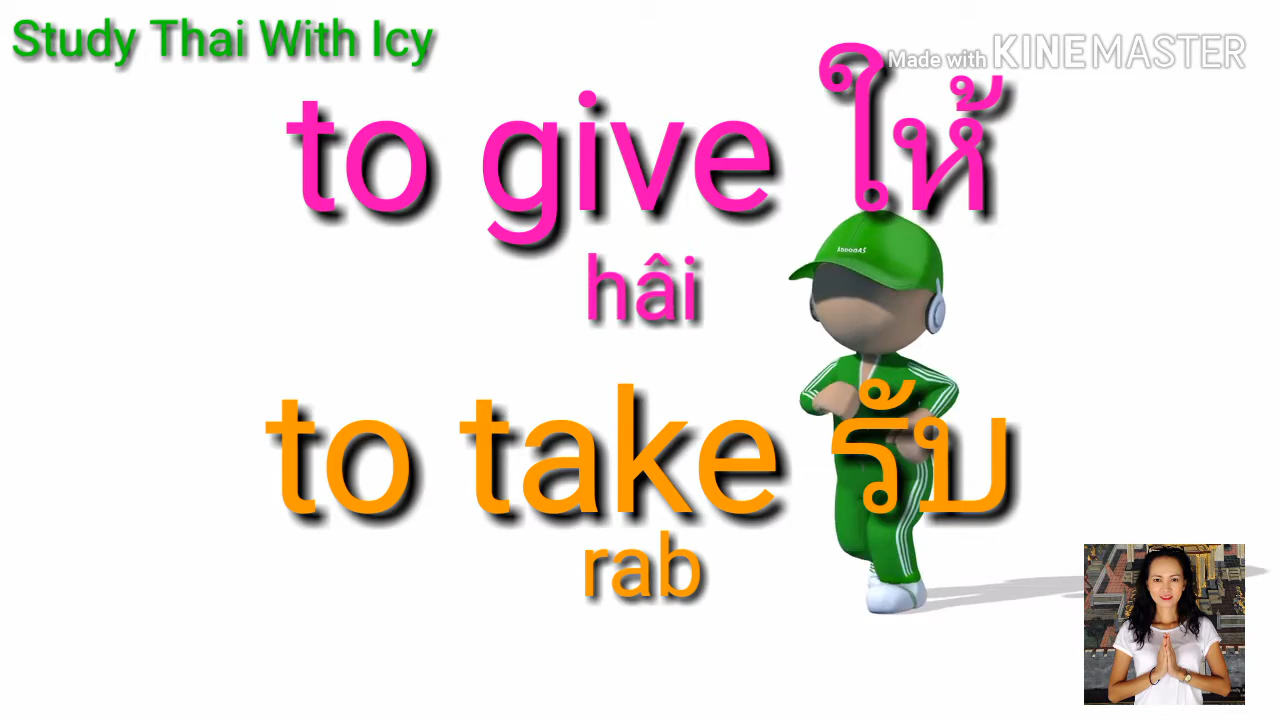 Study Thai With Icy
Made with KINEMASTER
to give ให้
hâi
to take รับ
rab